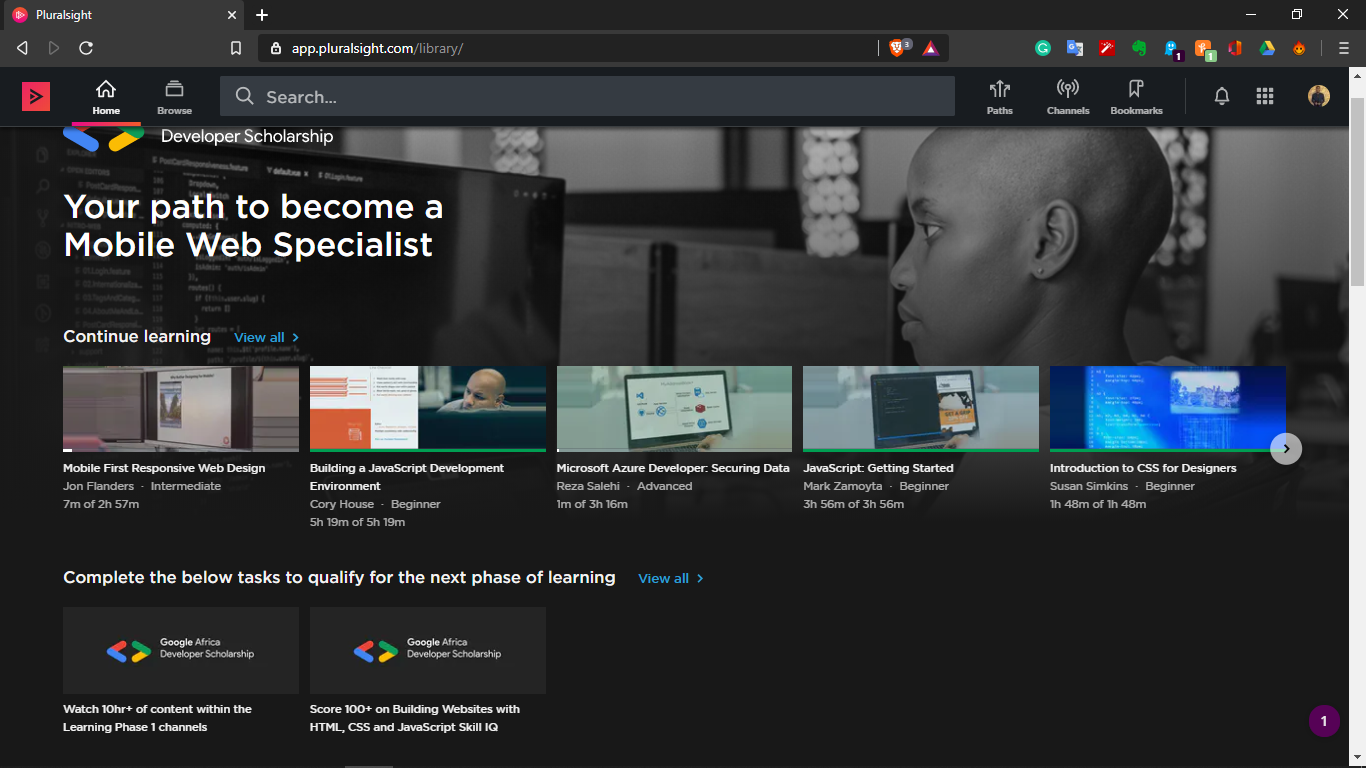 Pluralsight
app.pluralsight.com/library/
3
1
1
Home
Browse
Search...
Paths
Channels
Bookmarks
Developer Scholarship
Your path to become a
Mobile Web Specialist
Continue learning
View all
Mobile First Responsive Web Design
Jon Flanders · Intermediate
7m of 2h 57m
Building a JavaScript Development
Environment
Cory House · Beginner
5h 19m of 5h 19m
Microsoft Azure Developer: Securing Data
Reza Salehi · Advanced
1m of 3h 16m
JavaScript: Getting Started
Mark Zamoyta · Beginner
3h 56m of 3h 56m
Introduction to CSS for Designers
Susan Simkins · Beginner
1h 48m of 1h 48m
Complete the below tasks to qualify for the next phase of learning
View all
Google Africa
Developer Scholarship
Watch 10hr+ of content within the
Learning Phase 1 channels
Google Africa
Developer Scholarship
Score 100+ on Building Websites with
HTML, CSS and JavaScript Skill IQ
1